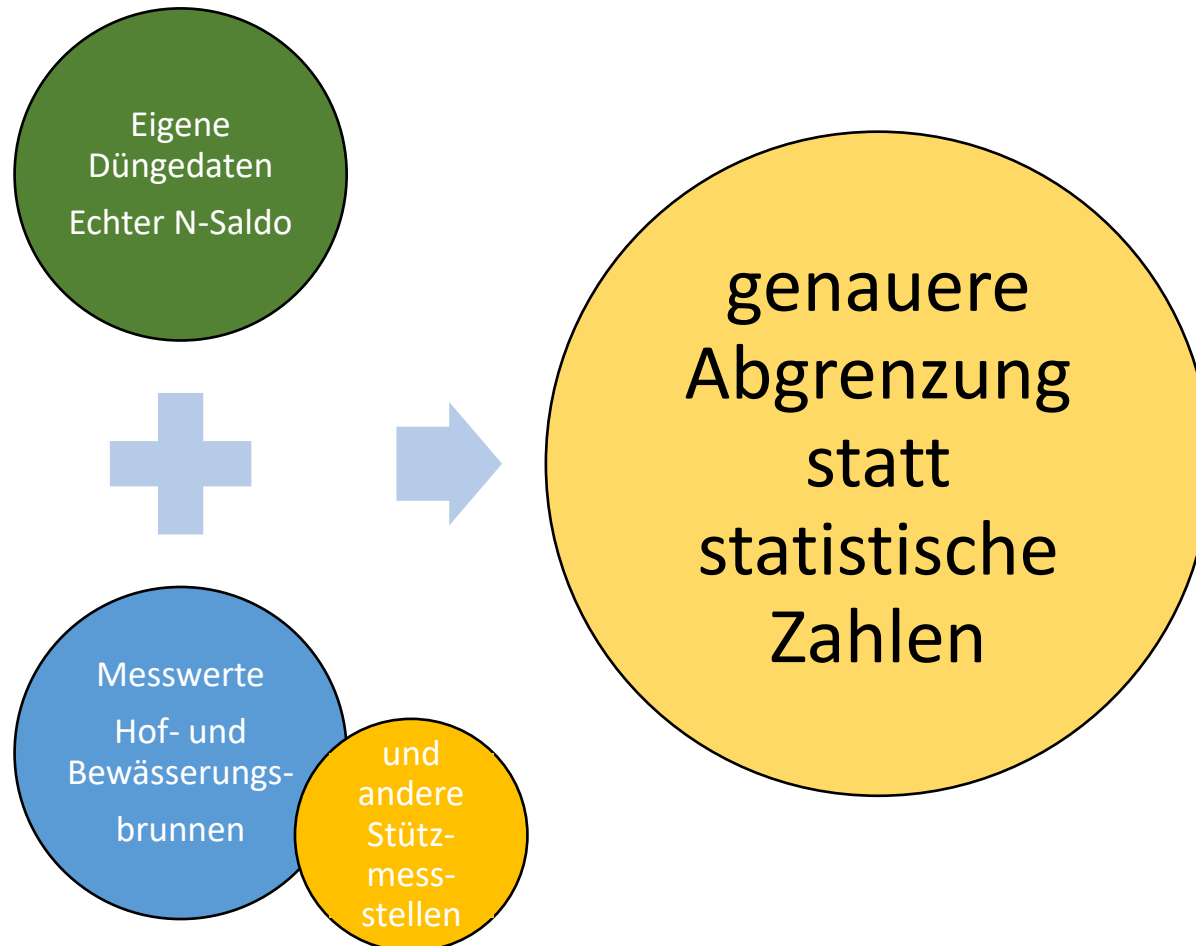 Eigene
Düngedaten
Echter N-Saldo
Messwerte
Hof- und
Bewässerungs-
brunnen
und
andere
Stütz-
mess-
stellen
genauere
Abgrenzung
statt
statistische
Zahlen